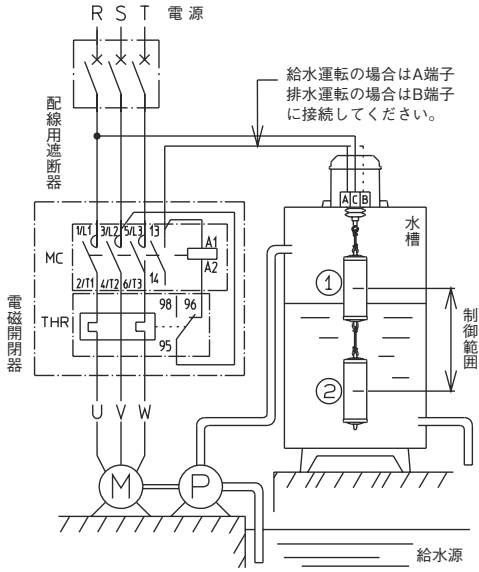 R S T 電源
給水運転の場合はA端子
排水運転の場合はB端子
に接続してください。
配線用遮断器
A C B
水槽
1/L1 3/L2 5/L3 13
MC
A1
A2
2/T1 4/T2 6/T3 14
98 96
THR
95
電磁開閉器
①
②
制御範囲
U V W
M
P
給水源